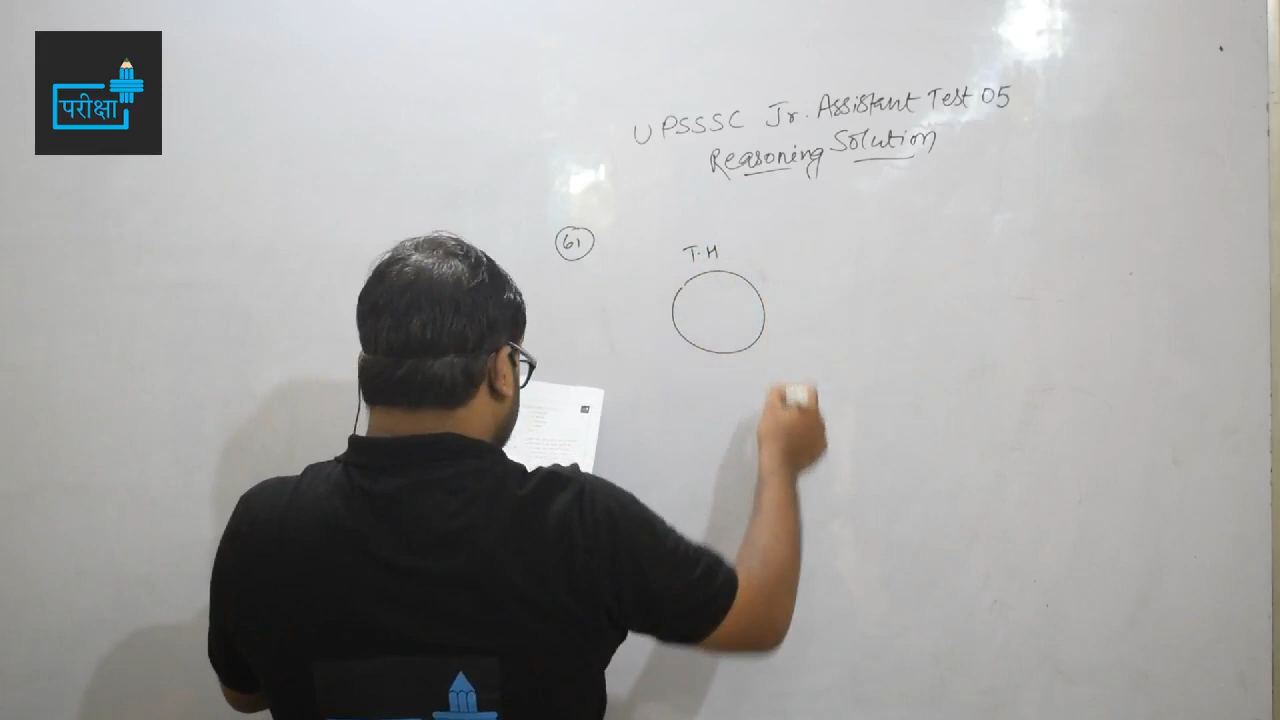 परीक्षा
UPSSSC Jr. Assistant Test 05
Reasoning Solution
61
T.H